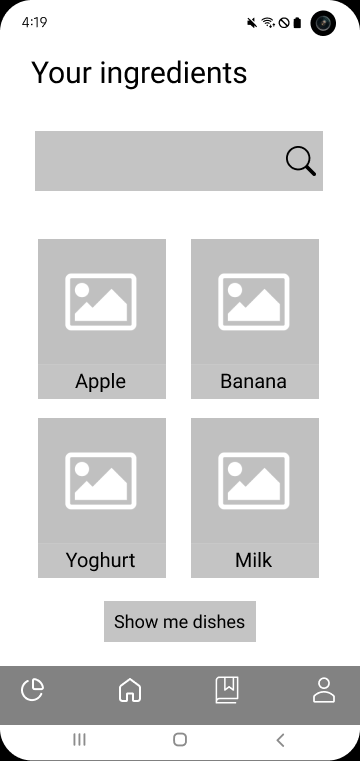 4:19
Your ingredients
Apple
Banana
Yoghurt
Milk
Show me dishes